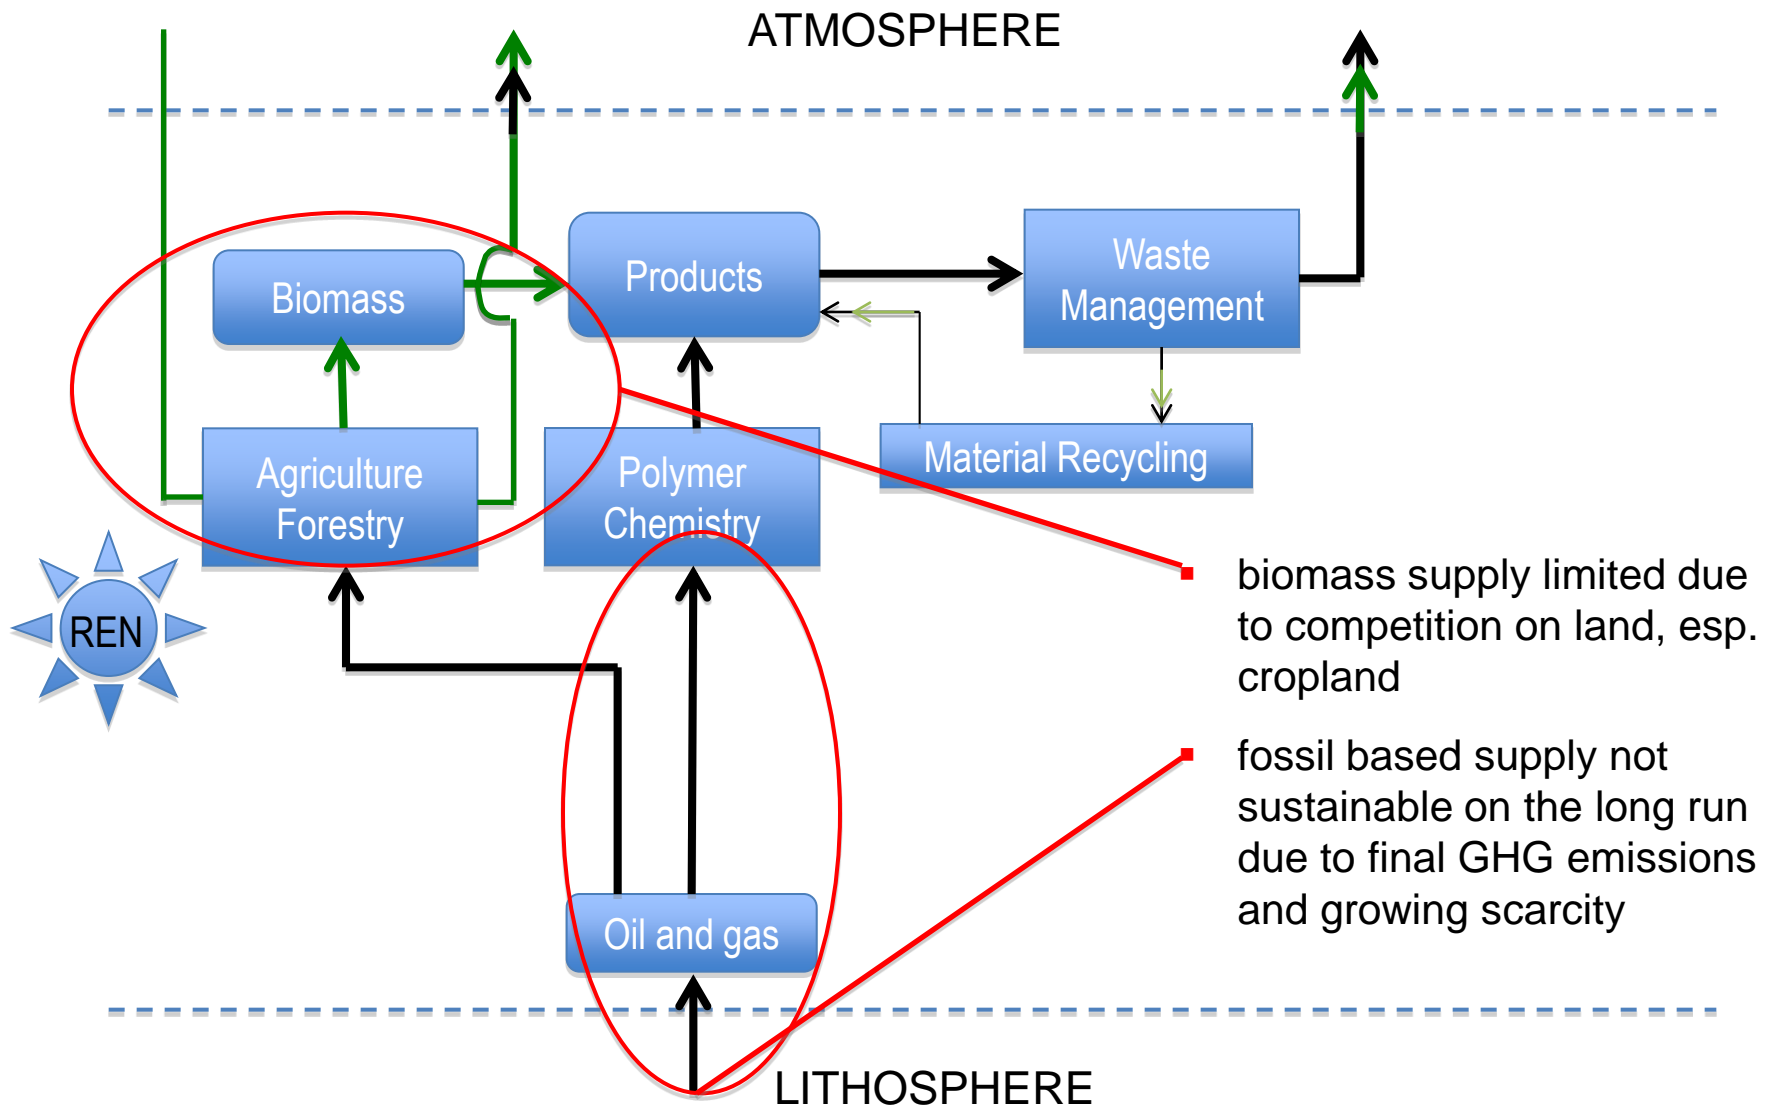 ATMOSPHERE
Biomass
Products
Waste
Management
Agriculture
Forestry
Polymer
Chemistry
Material Recycling
REN
biomass supply limited due
to competition on land, esp.
cropland
fossil based supply not
sustainable on the long run
due to final GHG emissions
and growing scarcity
Oil and gas
LITHOSPHERE